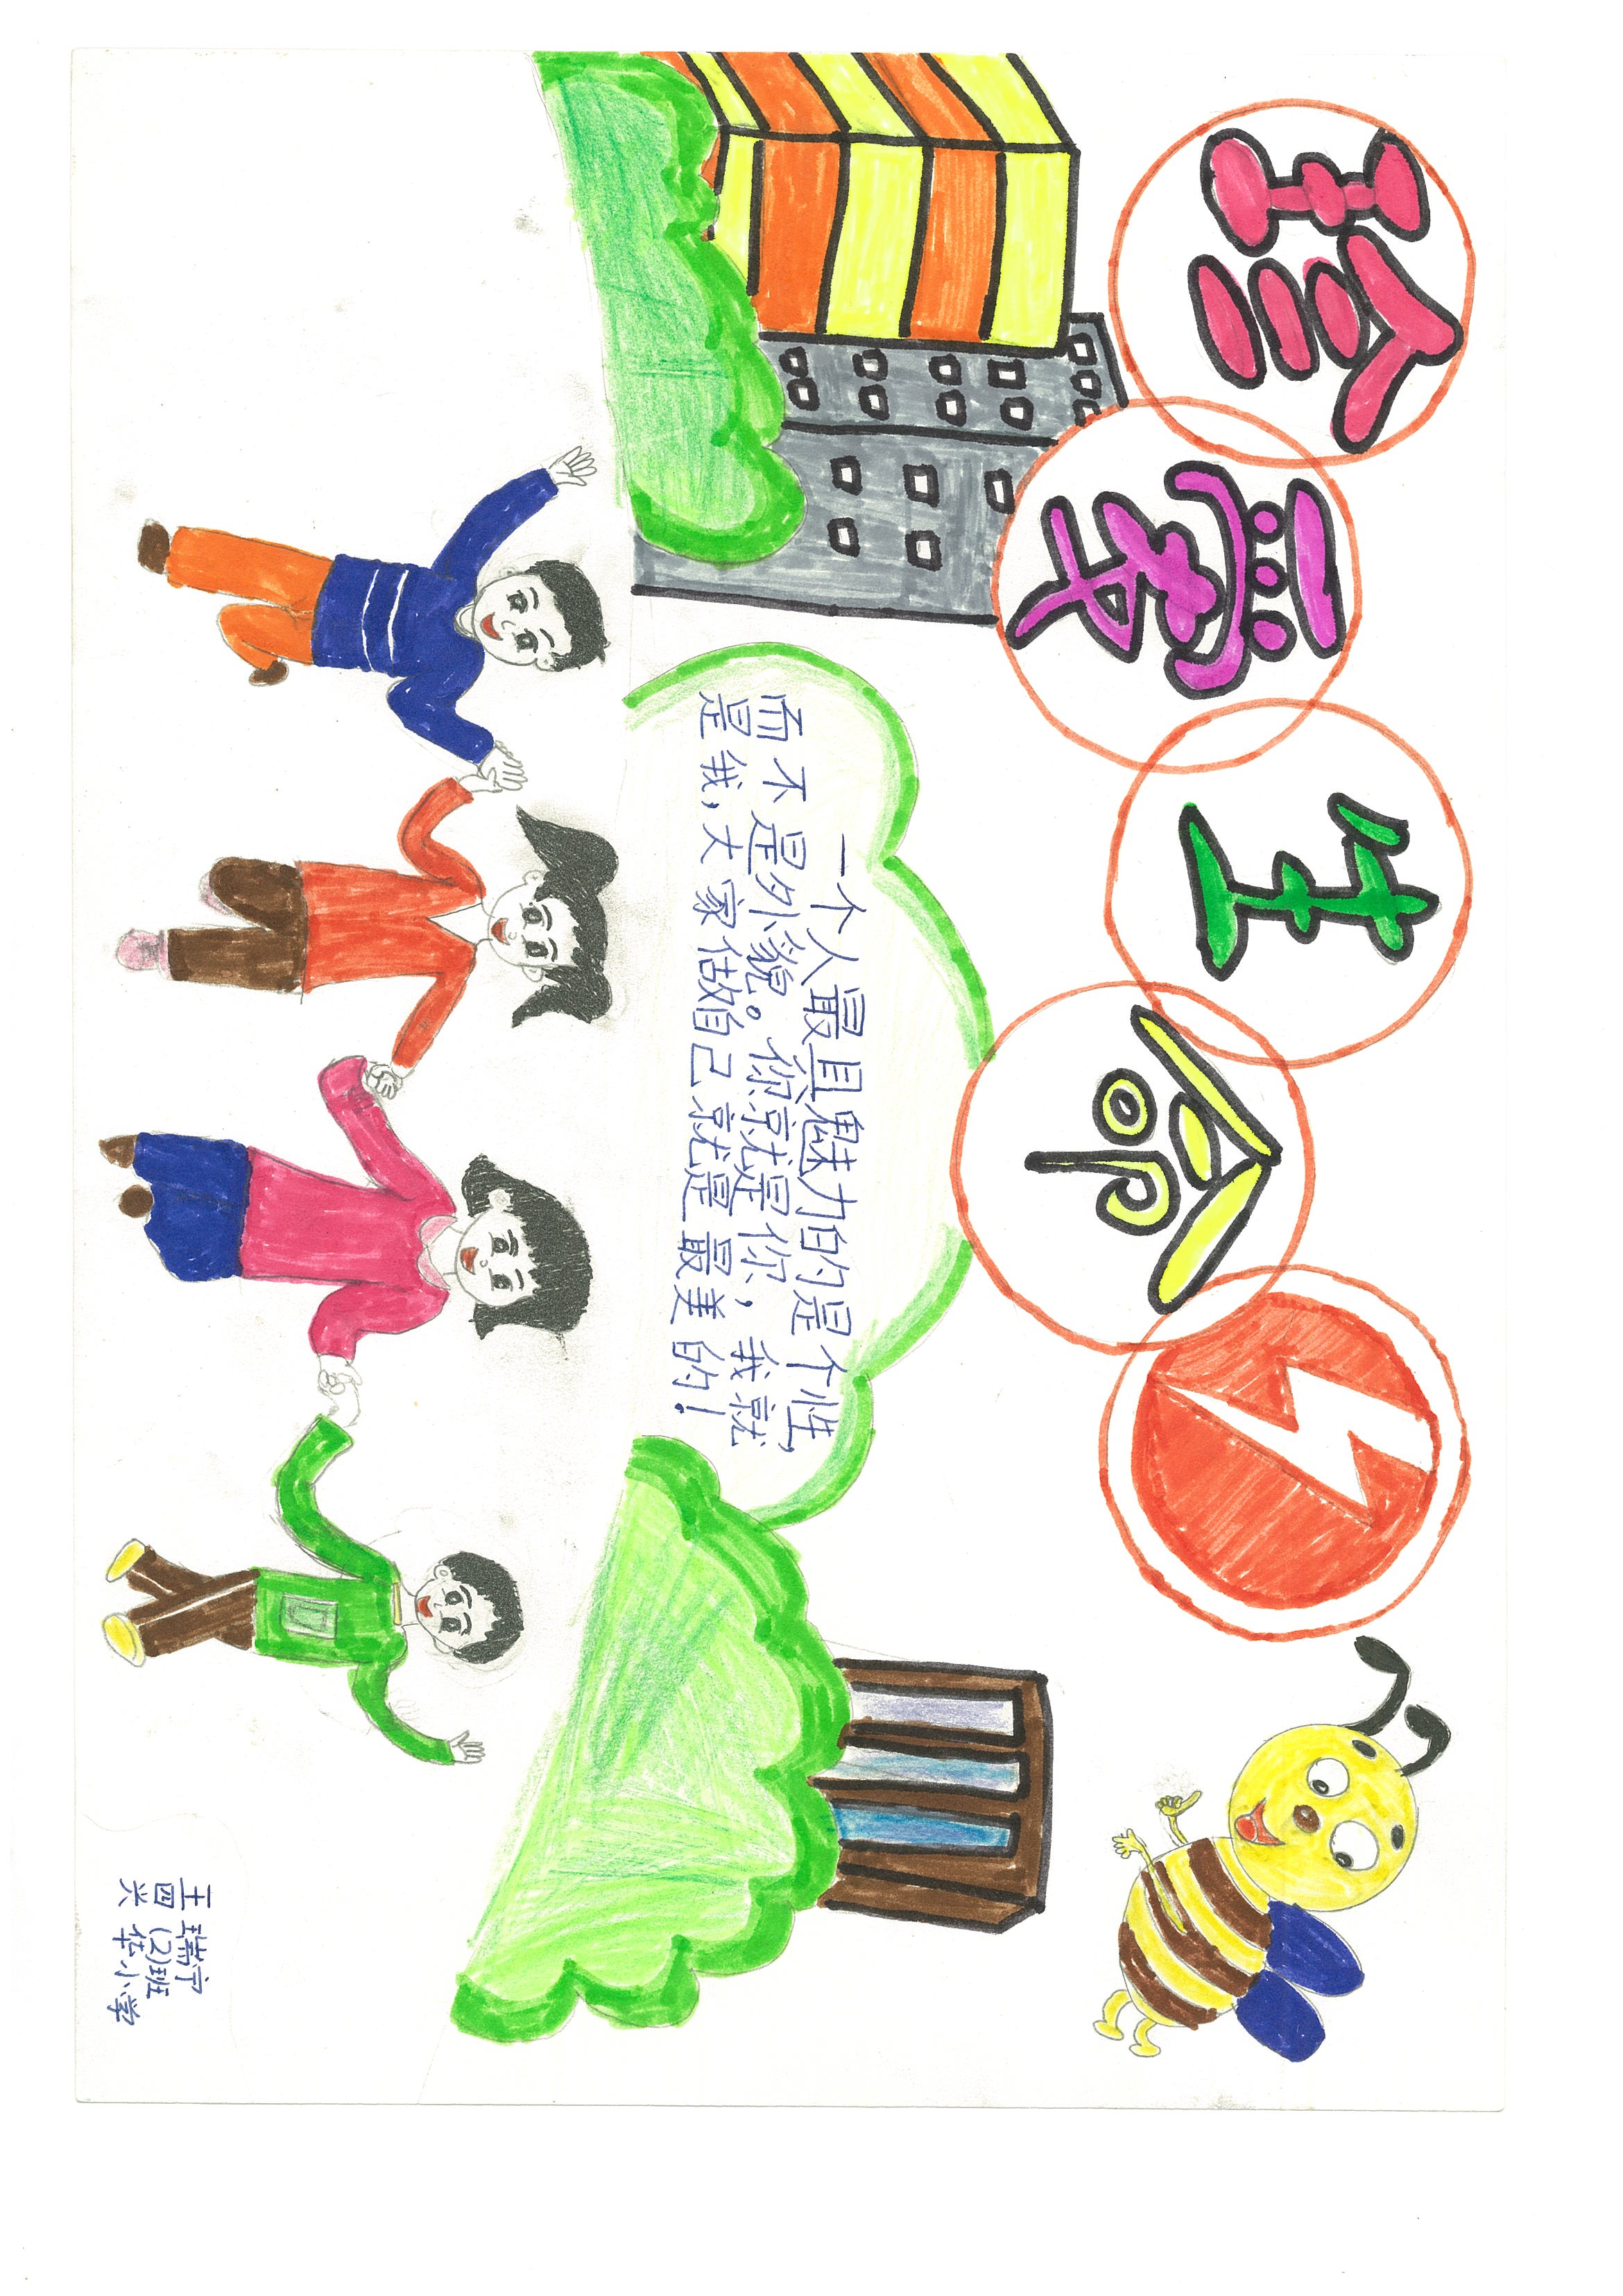 珍爱生命
一个人最具魅力的是个性,
而不是外貌。你就是你,我就
是我,大家做自己就是最美的!
王瑞宁
四(2)班
兴华小学